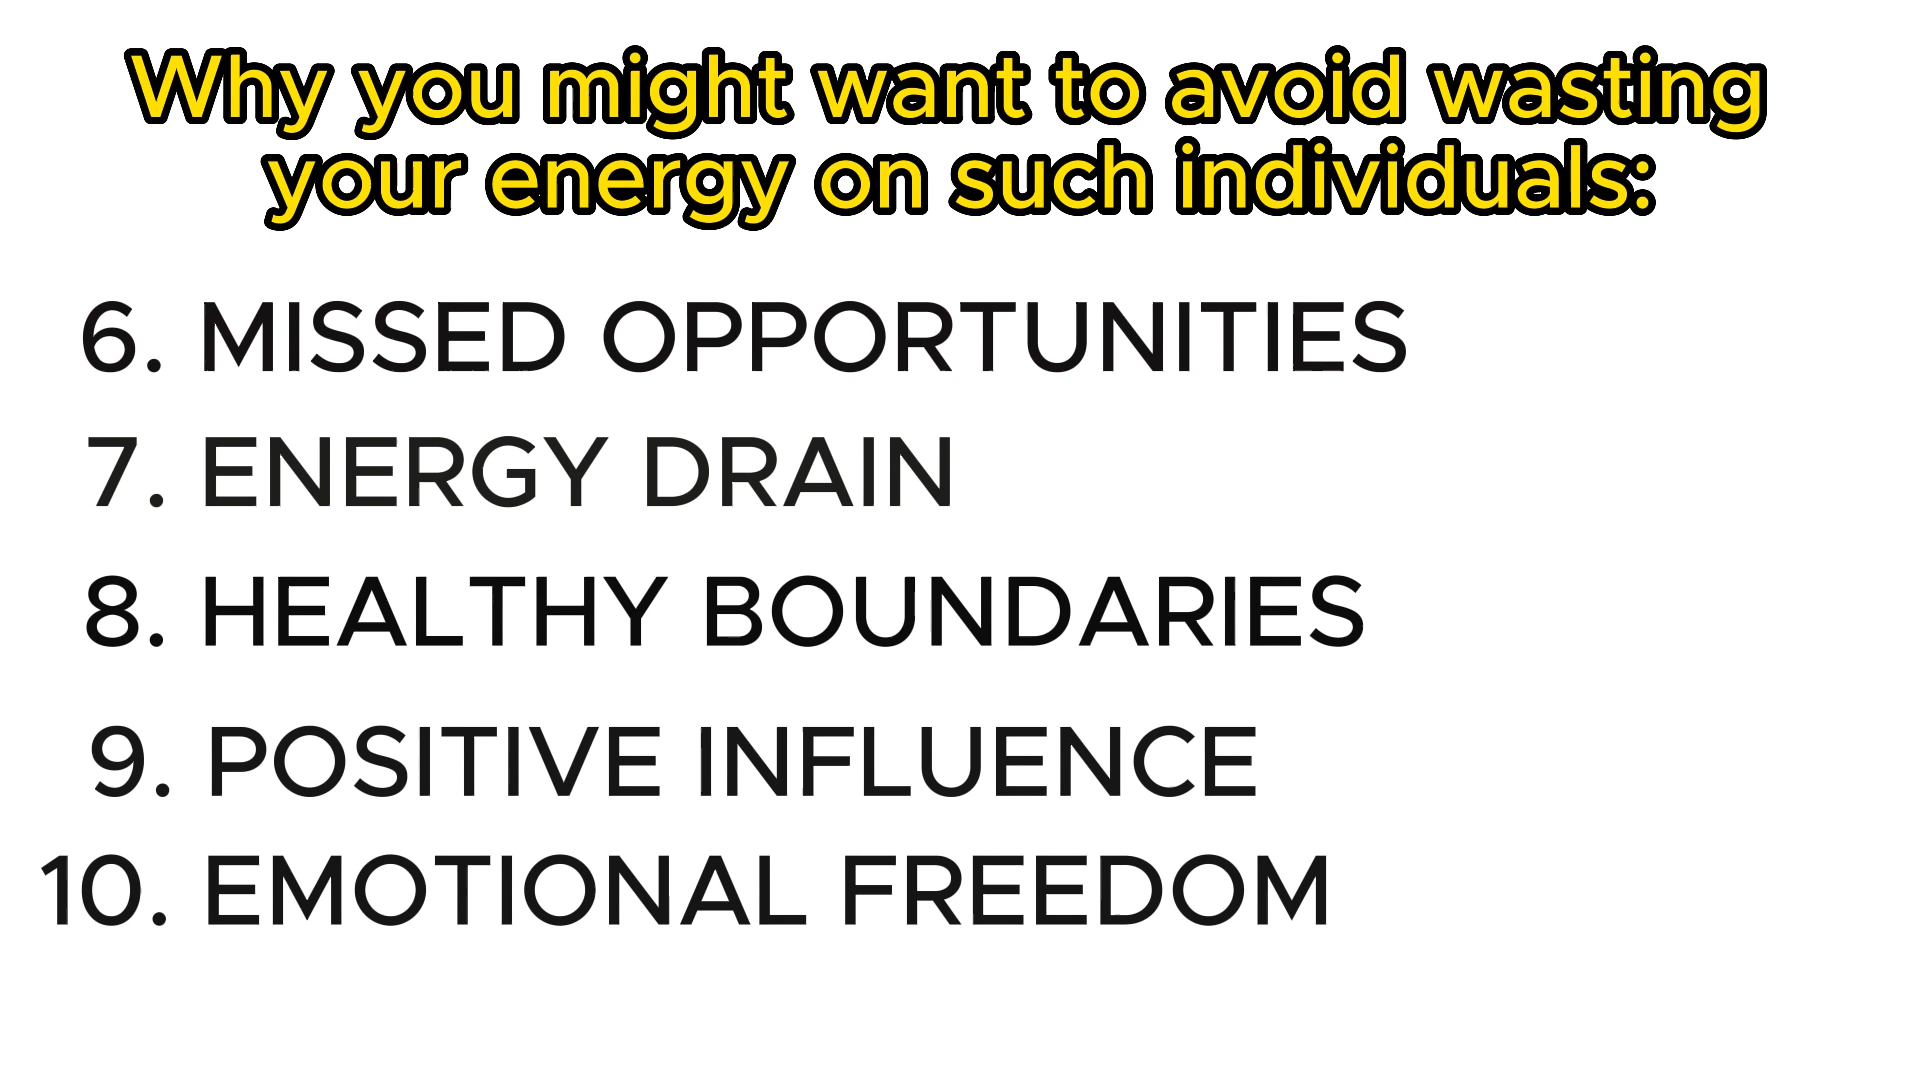 Why you might want to avoid wasting
your energy on such individuals:
6. MISSED OPPORTUNITIES
7. ENERGY DRAIN
8. HEALTHY BOUNDARIES
9. POSITIVE INFLUENCE
10. EMOTIONAL FREEDOM